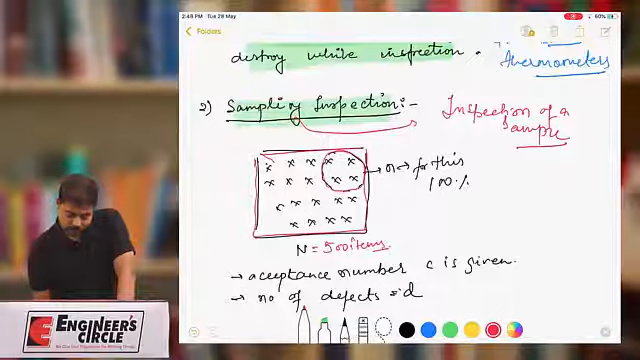 2:48 PM Tue 28 May
60%
Folders
destroy while inspection.
Thermometers
2) Sampling Inspection:-
Inspection of a
Sample
n → for this
100%
N = 500 items.
→ aceptance number c is given.
→ no of defects = d
ENGINEER'S
CIRCLE